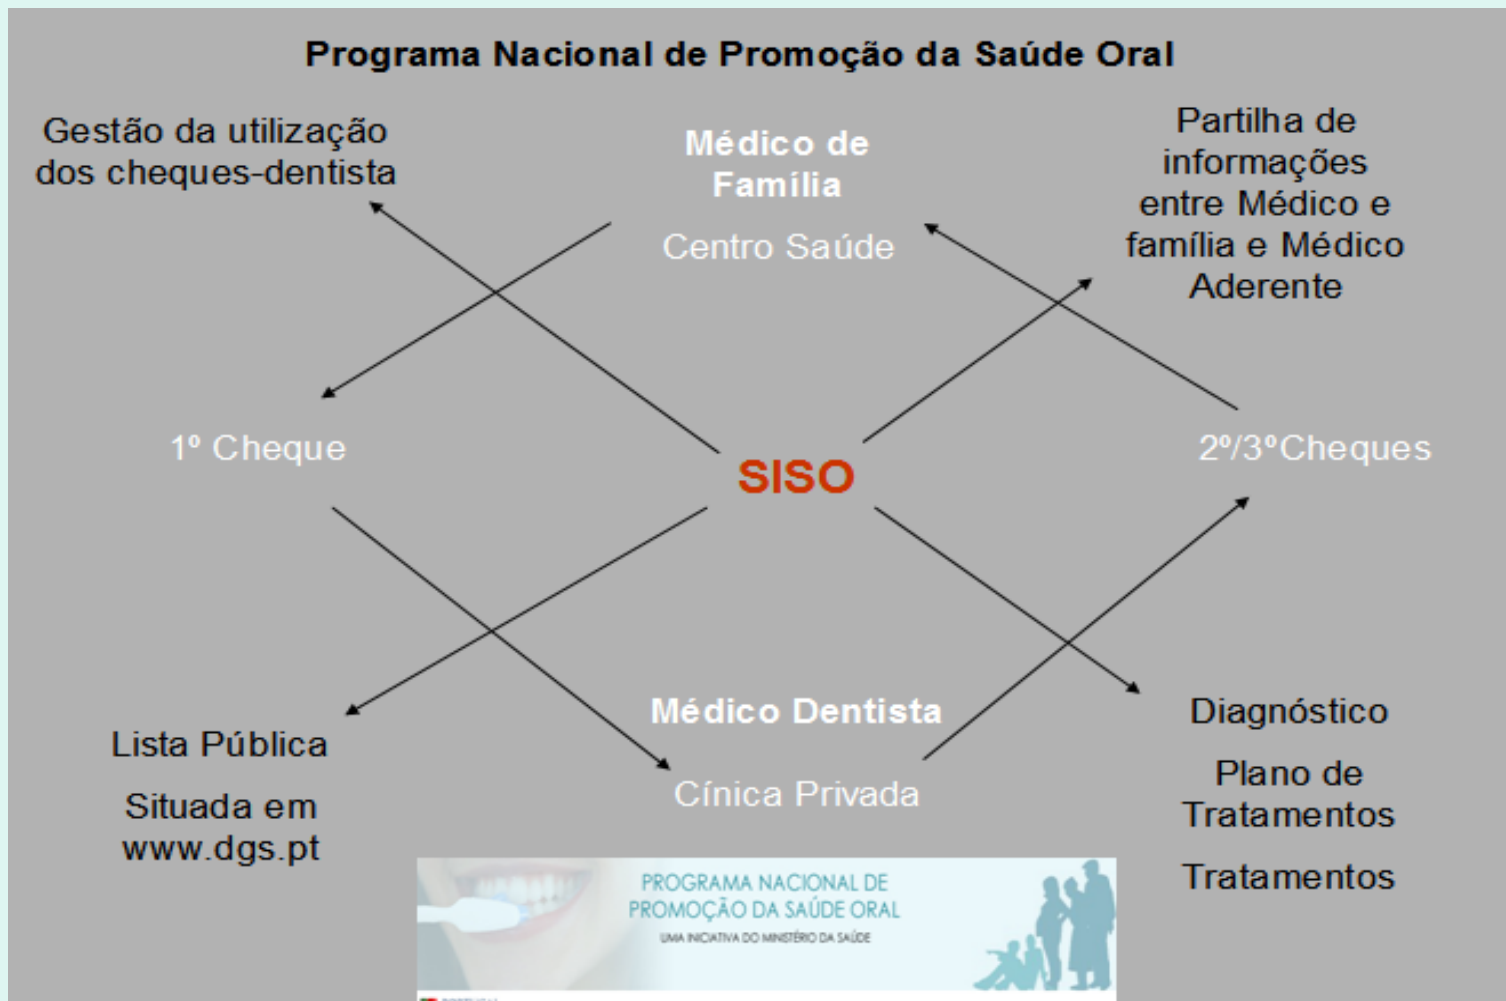 Programa Nacional de Promoção da Saúde Oral
Gestão da utilização
dos cheques-dentista
Médico de
Família
Centro Saúde
Partilha de
informações
entre Médico e
família e Médico
Aderente
1º Cheque
SISO
2º/3ºCheques
Lista Pública
Situada em
www.dgs.pt
Médico Dentista
Cínica Privada
Diagnóstico
Plano de
Tratamentos
Tratamentos
PROGRAMA NACIONAL DE
PROMOÇÃO DA SAÚDE ORAL
UMA INICIATIVA DO MINISTÉRIO DA SAÚDE